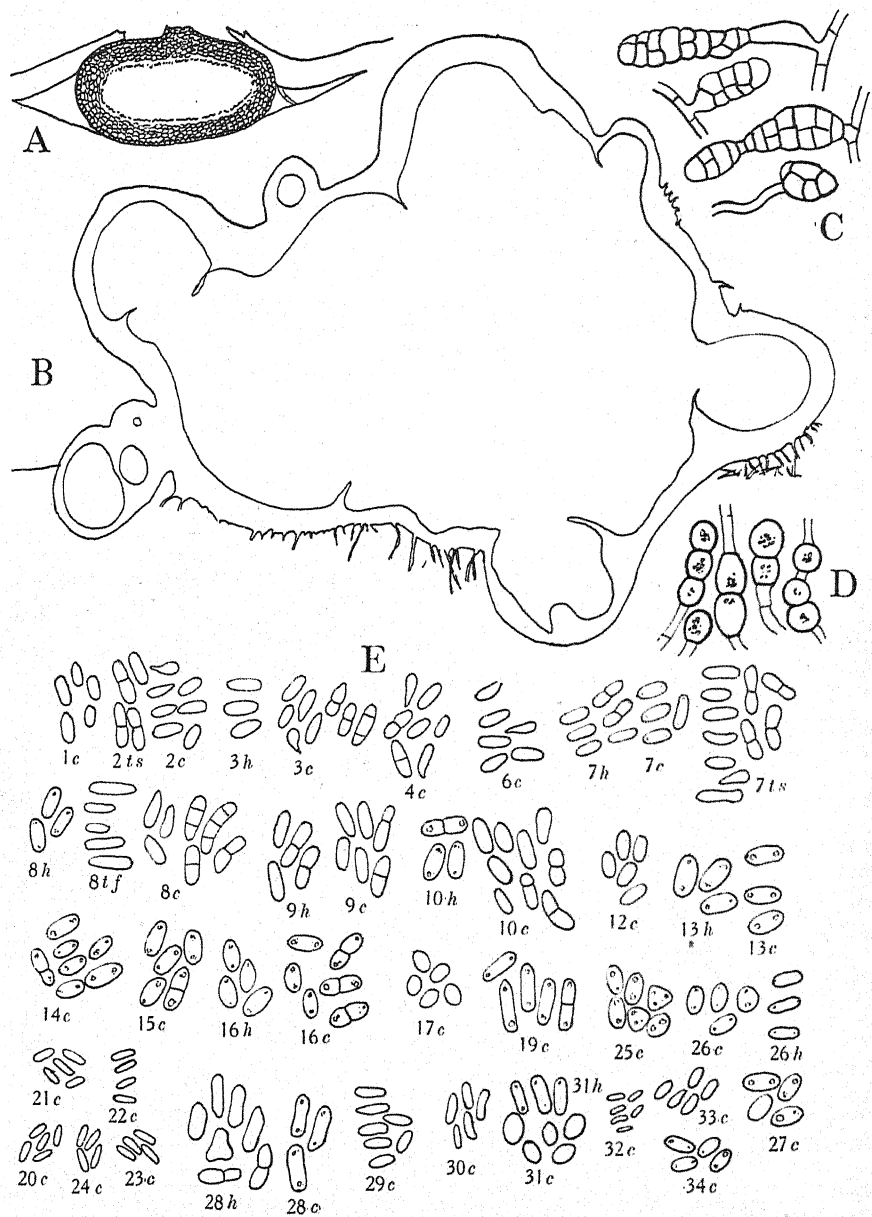 A
C
B
D
E
1c 2ts 2c 3h 3c 4c 6c 7h 7c 7ts
8h 8tf 8c 9h 9c 10h 10c 12c 13h 13c
14c 15c 16h 16c 17c 19c 25c 26c 26h
21c 22c 31h 33c 27c
20c 24c 23c 28h 28c 29c 30c 31c 32c 34c